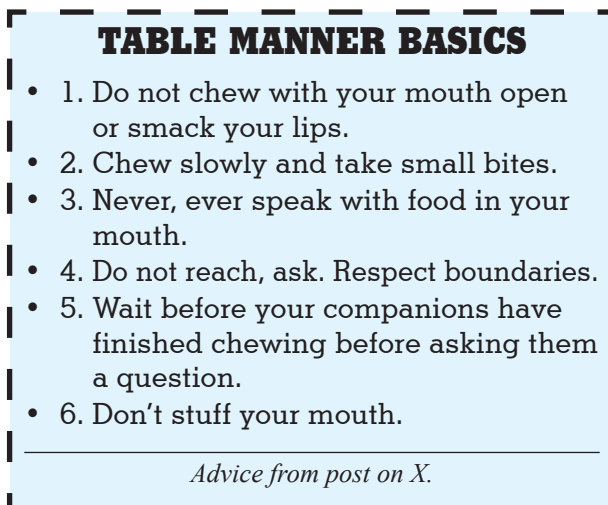 TABLE MANNER BASICS
• 1. Do not chew with your mouth open
or smack your lips.
• 2. Chew slowly and take small bites.
• 3. Never, ever speak with food in your
mouth.
• 4. Do not reach, ask. Respect boundaries.
• 5. Wait before your companions have
finished chewing before asking them
a question.
• 6. Don’t stuff your mouth.
Advice from post on X.